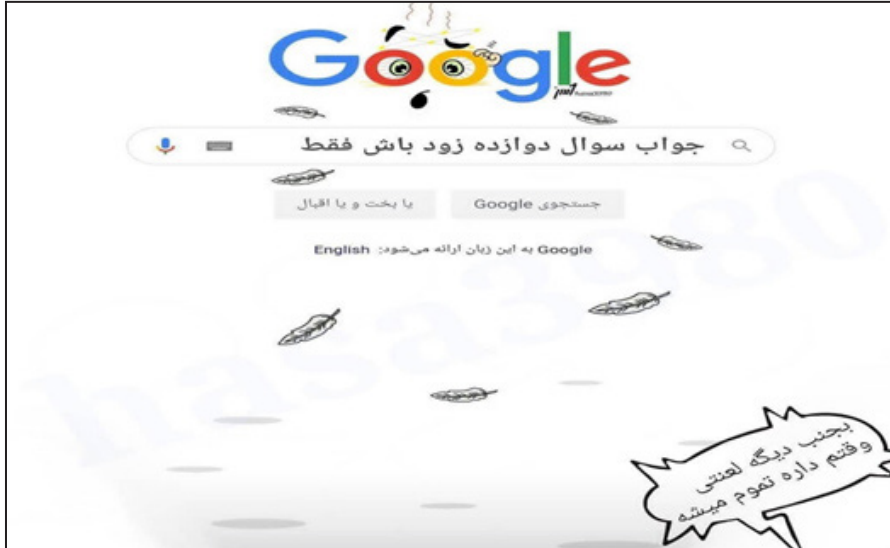 Google
جواب سوال دوازده زود باش فقط
جستجوی Google
یا بخت و یا اقبال
Google به این زبان ارائه می‌شود: English
بجنب دیگه لعنتی
وقتم داره تموم میشه
hasa3980